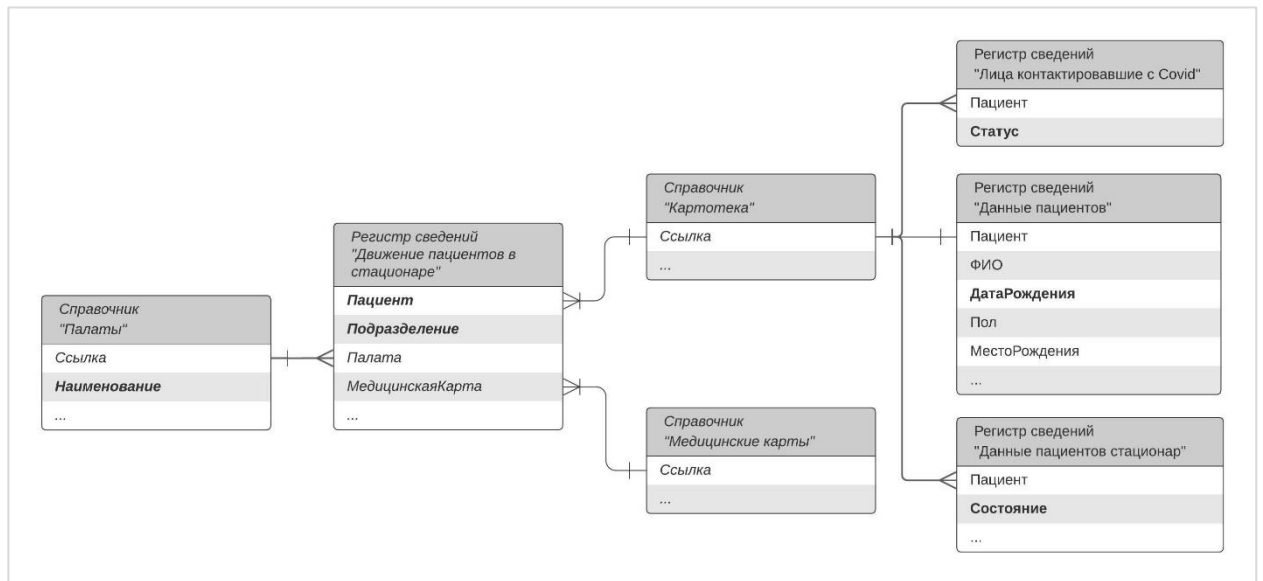 Справочник
"Палаты"
Ссылка
Наименование
...
Регистр сведений
"Движение пациентов в
стационаре"
Пациент
Подразделение
Палата
МедицинскаяКарта
...
Справочник
"Картотека"
Ссылка
...
Справочник
"Медицинские карты"
Ссылка
...
Регистр сведений
"Лица контактировавшие с Covid"
Пациент
Статус
Регистр сведений
"Данные пациентов"
Пациент
ФИО
ДатаРождения
Пол
МестоРождения
...
Регистр сведений
"Данные пациентов стационар"
Пациент
Состояние
...